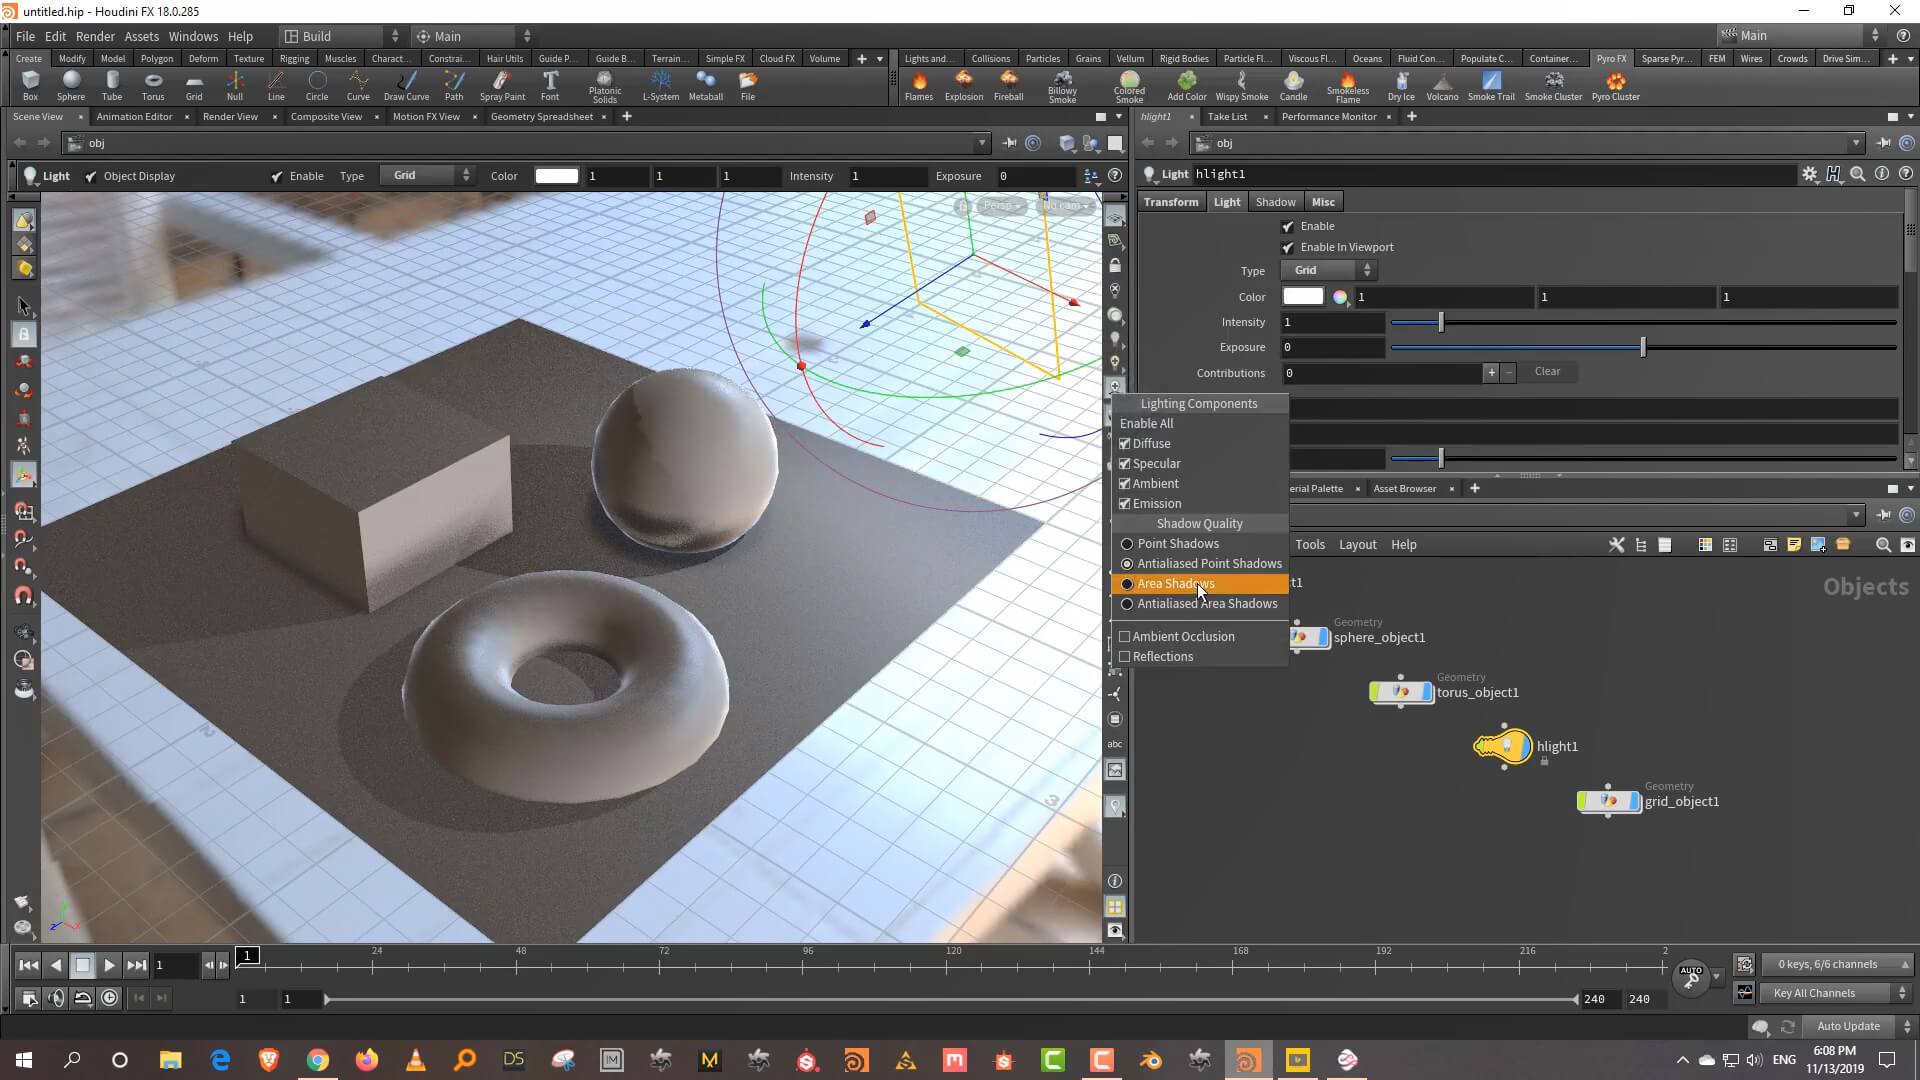 untitled.hip - Houdini FX 18.0.285
File Edit Render Assets Windows Help Build Main Main
Create Modify Model Polygon Deform Texture Rigging Muscles Charact... Constrai... Hair Utils Guide P... Guide B... Terrain... Simple FX Cloud FX Volume
Lights and... Collisions Particles Grains Vellum Rigid Bodies Particle Fl... Viscous Fl... Oceans Fluid Con... Populate C... Container... Pyro FX Sparse Pyr... FEM Wires Crowds Drive Sim...
Box Sphere Tube Torus Grid Null Line Circle Curve Draw Curve Path Spray Paint Font Platonic Solids L-System Metaball File
Flames Explosion Fireball Billowy Smoke Colored Smoke Add Color Wispy Smoke Candle Smokeless Flame Dry Ice Volcano Smoke Trail Smoke Cluster Pyro Cluster
Scene View Animation Editor Render View Composite View Motion FX View Geometry Spreadsheet
hlight1 Take List Performance Monitor
obj
obj
Light Object Display Enable Type Grid Color 1 1 1 Intensity 1 Exposure 0
Light hlight1
Transform Light Shadow Misc
Persp No cam
Enable
Enable In Viewport
Type Grid
Color 1 1 1
Intensity 1
Exposure 0
Contributions 0 + − Clear
Lighting Components
Enable All
Diffuse
Specular
Ambient
Emission
Shadow Quality
Point Shadows
Antialiased Point Shadows
Area Shadows
Antialiased Area Shadows
Ambient Occlusion
Reflections
erial Palette Asset Browser
Tools Layout Help
Objects
t1
Geometry
sphere_object1
Geometry
torus_object1
hlight1
Geometry
grid_object1
abc
z x
1 1 24 48 72 96 120 144 168 192 216 2
AUTO
0 keys, 6/6 channels
1 1 240 240
Key All Channels
Auto Update
DS
ENG
6:08 PM
11/13/2019